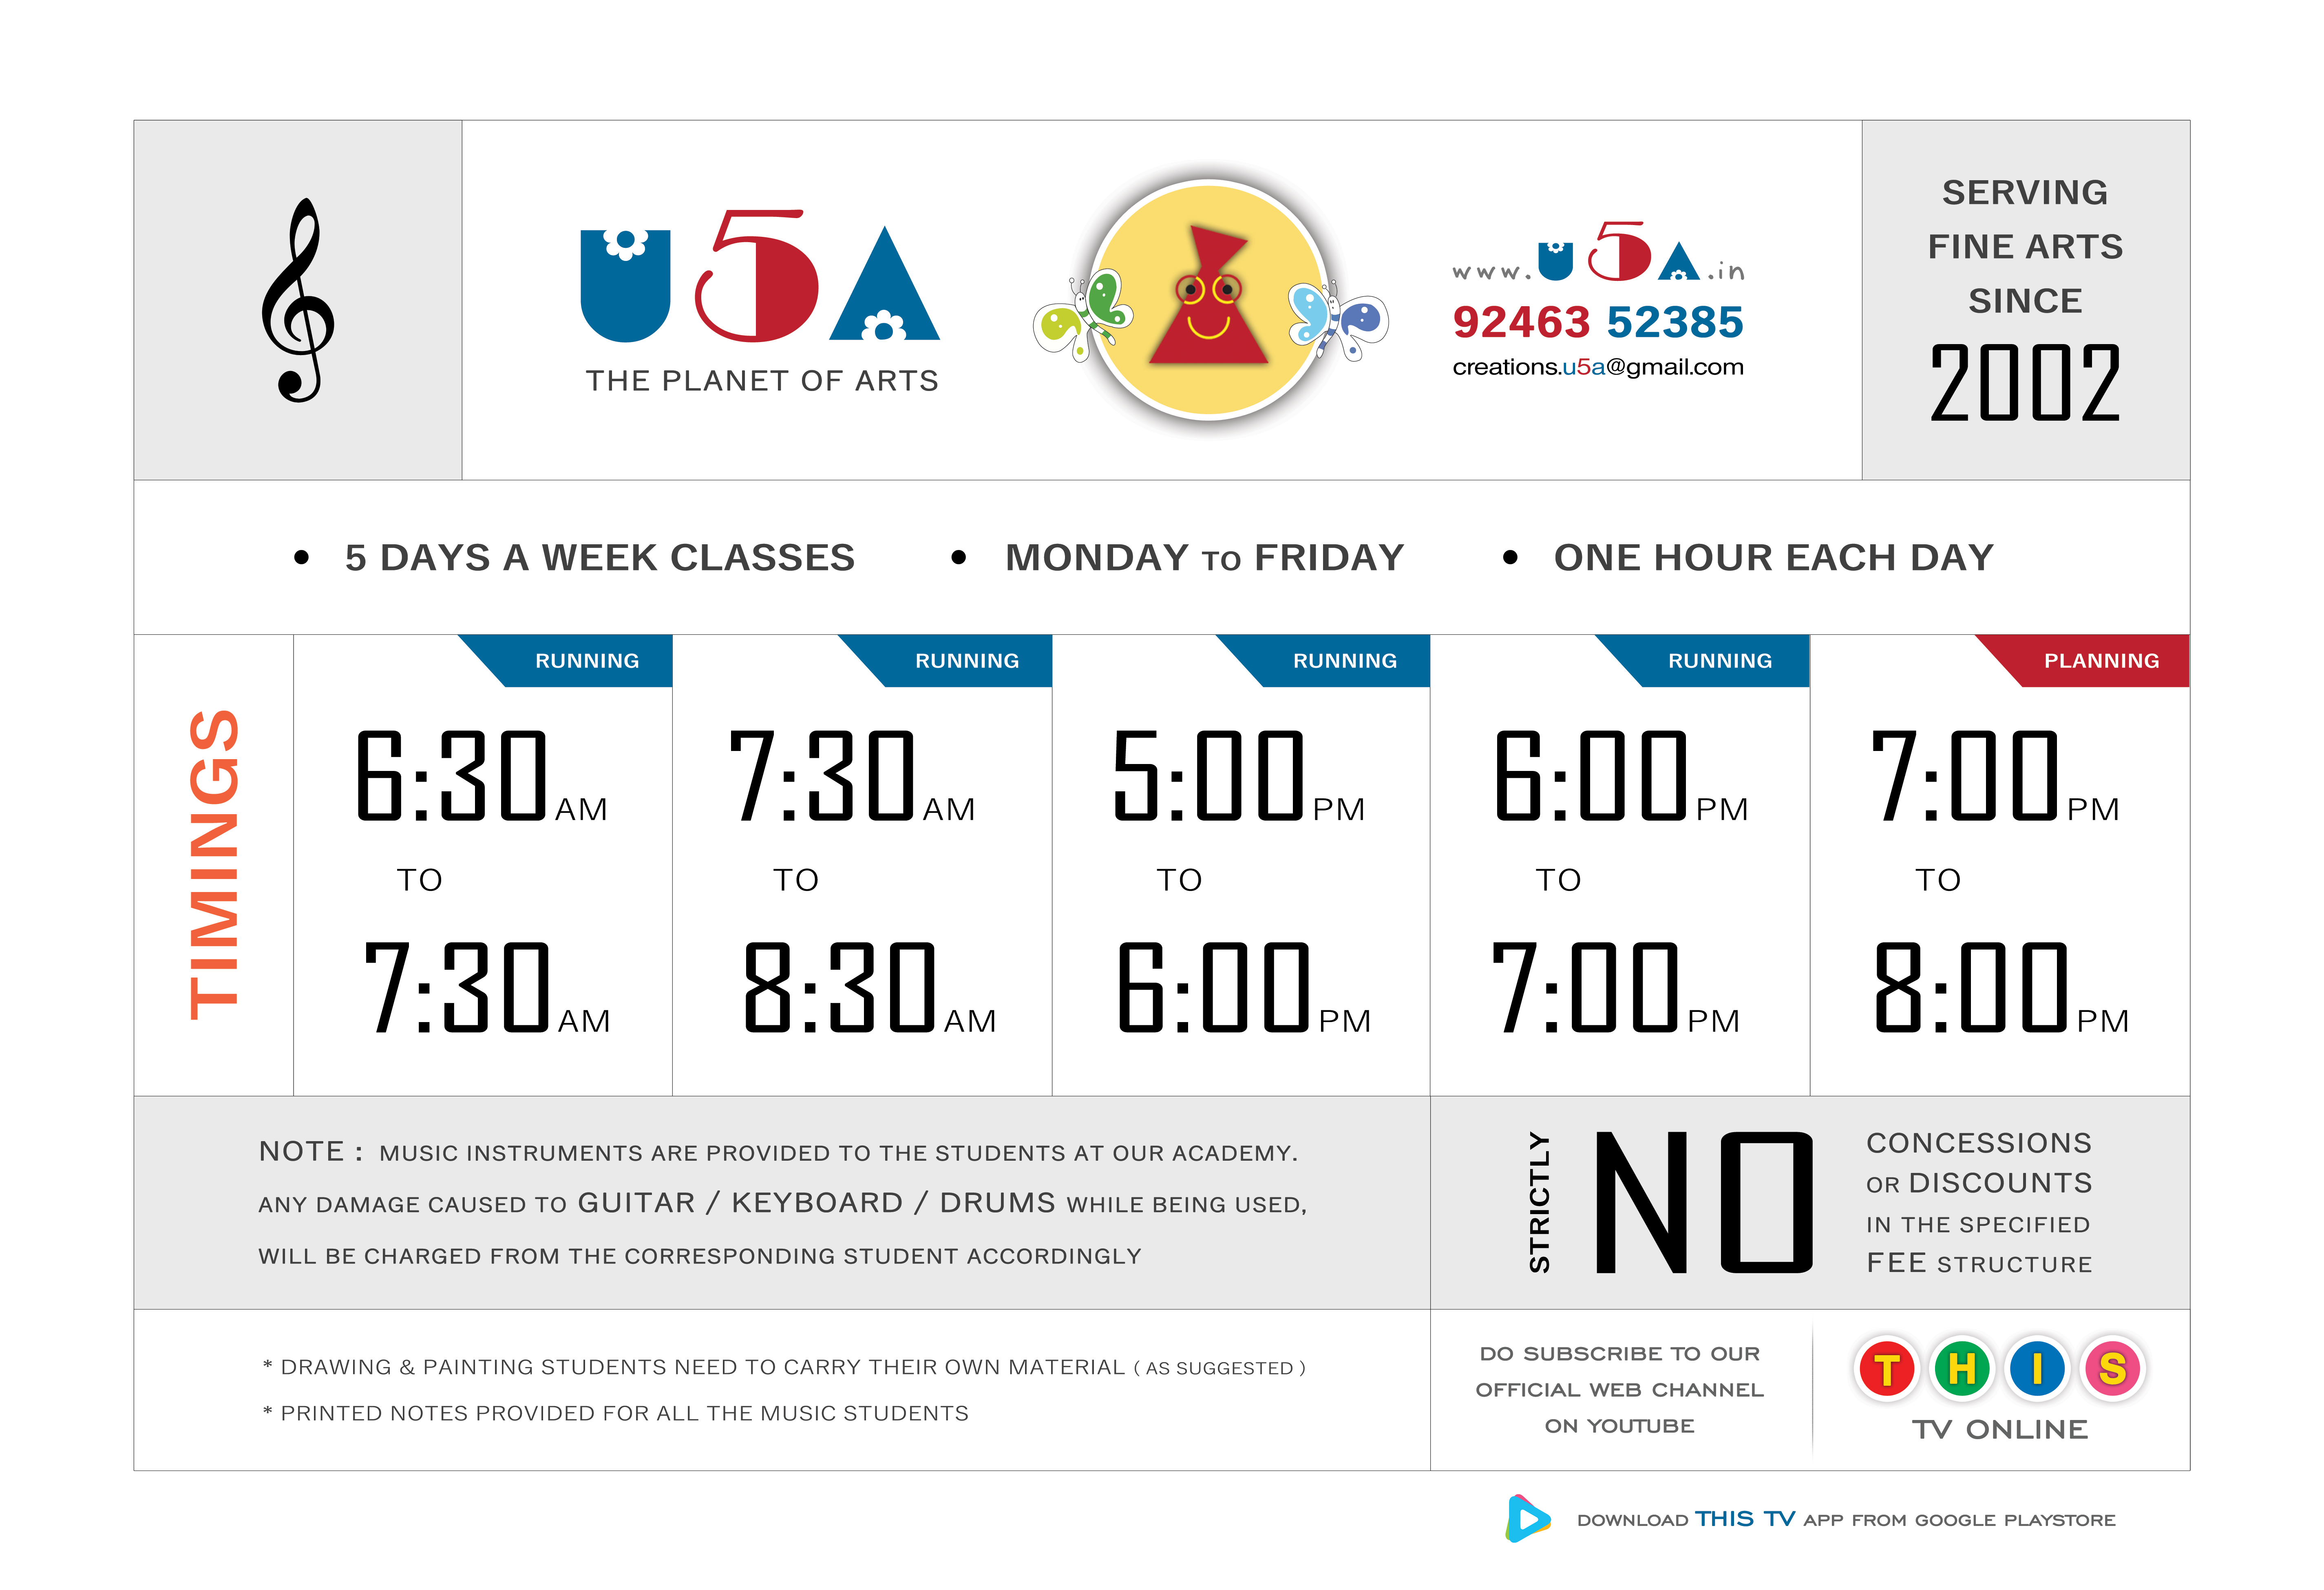 U5A
THE PLANET OF ARTS
www.U5A.in
92463 52385
creations.u5a@gmail.com
SERVING
FINE ARTS
SINCE
2002
• 5 DAYS A WEEK CLASSES • MONDAY TO FRIDAY • ONE HOUR EACH DAY
TIMINGS
RUNNING
6:30 AM
TO
7:30 AM
RUNNING
7:30 AM
TO
8:30 AM
RUNNING
5:00 PM
TO
6:00 PM
RUNNING
6:00 PM
TO
7:00 PM
PLANNING
7:00 PM
TO
8:00 PM
NOTE : MUSIC INSTRUMENTS ARE PROVIDED TO THE STUDENTS AT OUR ACADEMY.
ANY DAMAGE CAUSED TO GUITAR / KEYBOARD / DRUMS WHILE BEING USED,
WILL BE CHARGED FROM THE CORRESPONDING STUDENT ACCORDINGLY
STRICTLY
NO
CONCESSIONS
OR DISCOUNTS
IN THE SPECIFIED
FEE STRUCTURE
* DRAWING & PAINTING STUDENTS NEED TO CARRY THEIR OWN MATERIAL ( AS SUGGESTED )
* PRINTED NOTES PROVIDED FOR ALL THE MUSIC STUDENTS
DO SUBSCRIBE TO OUR
OFFICIAL WEB CHANNEL
ON YOUTUBE
THIS
TV ONLINE
DOWNLOAD THIS TV APP FROM GOOGLE PLAYSTORE